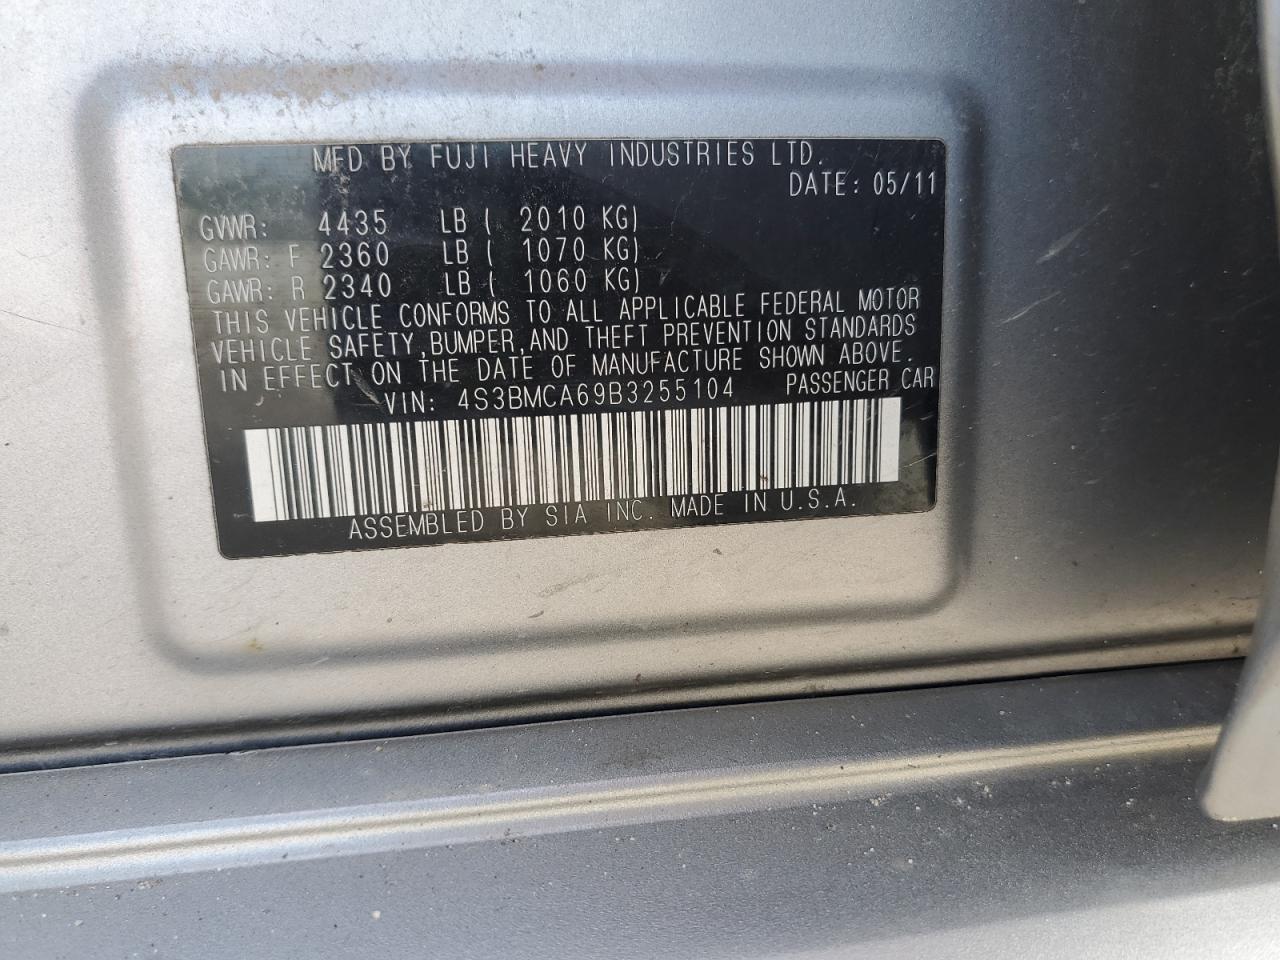 MFD BY FUJI HEAVY INDUSTRIES LTD.
DATE: 05/11
GVWR: 4435 LB ( 2010 KG)
GAWR: F 2360 LB ( 1070 KG)
GAWR: R 2340 LB ( 1060 KG)
THIS VEHICLE CONFORMS TO ALL APPLICABLE FEDERAL MOTOR
VEHICLE SAFETY,BUMPER,AND THEFT PREVENTION STANDARDS
IN EFFECT ON THE DATE OF MANUFACTURE SHOWN ABOVE.
VIN: 4S3BMCA69B3255104 PASSENGER CAR
ASSEMBLED BY SIA INC. MADE IN U.S.A.